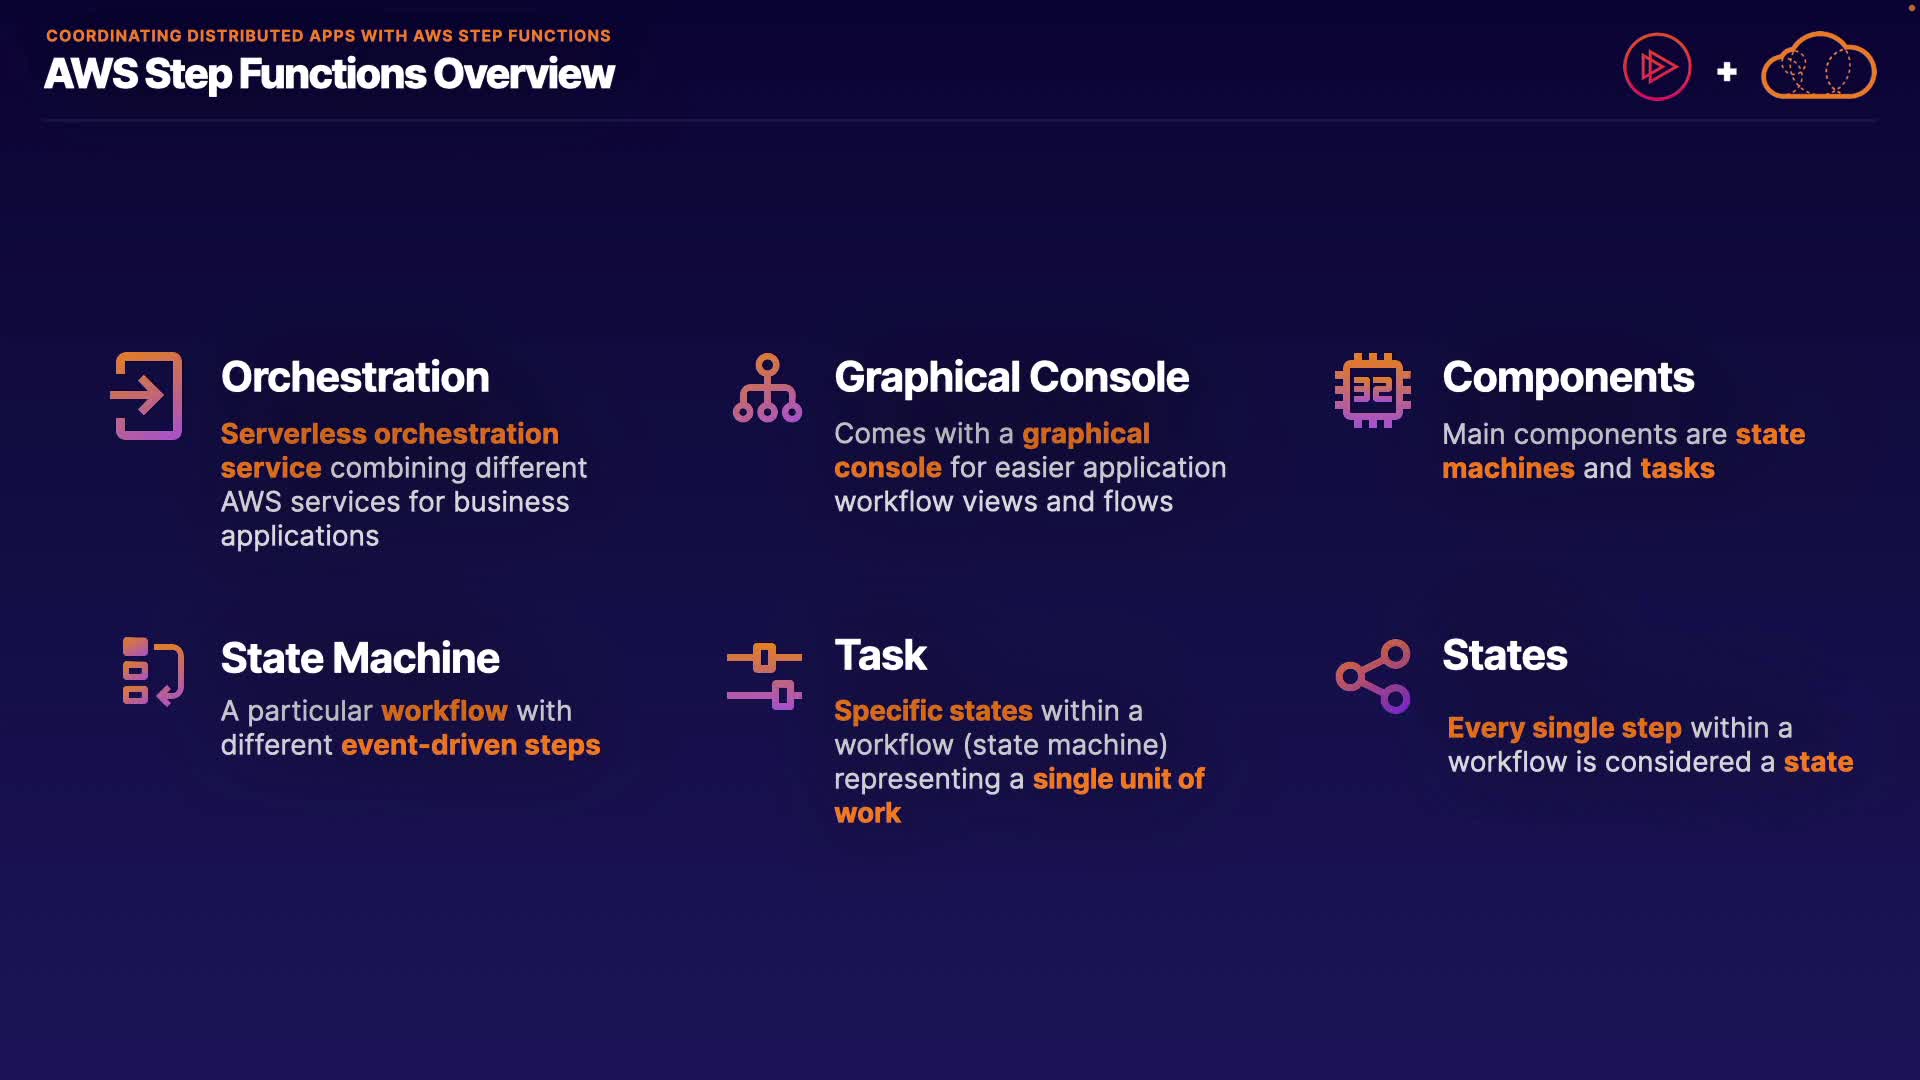 COORDINATING DISTRIBUTED APPS WITH AWS STEP FUNCTIONS
AWS Step Functions Overview
+
Orchestration
Serverless orchestration
service combining different
AWS services for business
applications
Graphical Console
Comes with a graphical
console for easier application
workflow views and flows
32
Components
Main components are state
machines and tasks
State Machine
A particular workflow with
different event-driven steps
Task
Specific states within a
workflow (state machine)
representing a single unit of
work
States
Every single step within a
workflow is considered a state